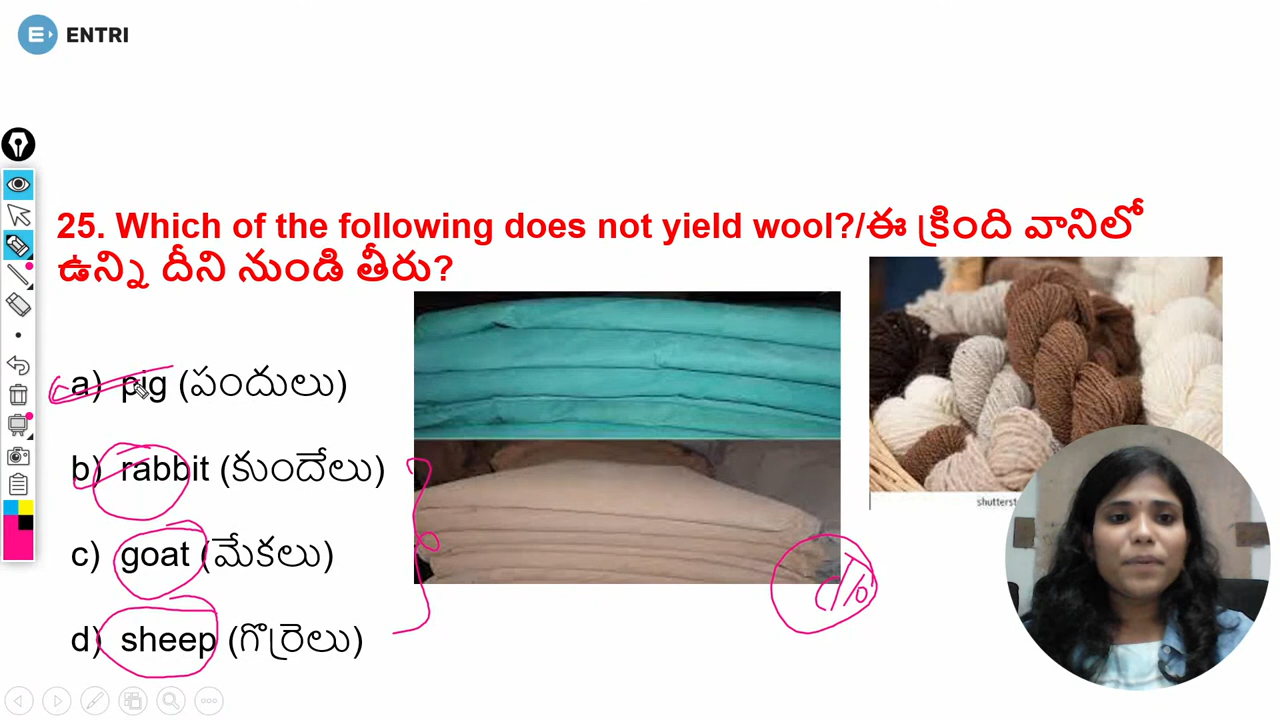 ENTRI
25. Which of the following does not yield wool?/ఈ క్రింది వానిలో
ఉన్ని దీని నుండి తీరు?
a) pig (పందులు)
b) rabbit (కుందేలు)
c) goat (మేకలు)
d) sheep (గొర్రెలు)